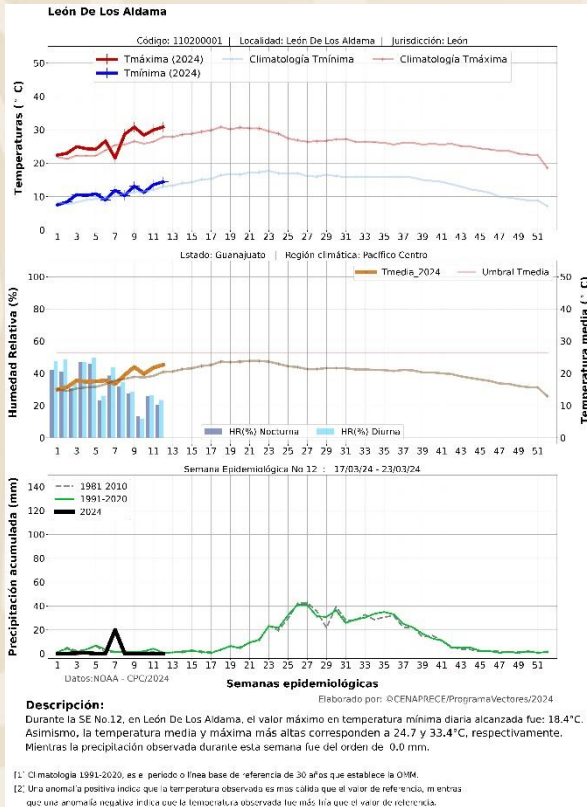 León De Los Aldama
Código: 110200001 | Localidad: León De Los Aldama | Jurisdicción: León
Tmáxima (2024) Climatología Tmínima Climatología Tmáxima
Tmínima (2024)
Temperaturas (° C)
50
40
30
20
10
0
1 3 5 7 9 11 13 15 17 19 21 23 25 27 29 31 33 35 37 39 41 43 45 47 49 51
Estado: Guanajuato | Región climática: Pacífico Centro
Tmedia_2024 Umbral Tmedia
Humedad Relativa (%)
100
80
60
40
20
0
50
40
30
20
10
0
Temperatura media (° C)
HR(%) Nocturna HR(%) Diurna
1 3 5 7 9 11 13 15 17 19 21 23 25 27 29 31 33 35 37 39 41 43 45 47 49 51
Semana Epidemiológica No 12 : 17/03/24 - 23/03/24
1981 2010
1991-2020
2024
Precipitación acumulada (mm)
140
120
100
80
60
40
20
0
1 3 5 7 9 11 13 15 17 19 21 23 25 27 29 31 33 35 37 39 41 43 45 47 49 51
Datos:NOAA - CPC/2024
Semanas epidemiológicas
Elaborado por: ©CENAPRECE/ProgramaVectores/2024
Descripción:
Durante la SE No.12, en León De Los Aldama, el valor máximo en temperatura mínima diaria alcanzada fue: 18.4°C.
Asimismo, la temperatura media y máxima más altas corresponden a 24.7 y 33.4°C, respectivamente.
Mientras la precipitación observada durante esta semana fue del orden de 0.0 mm.
[1] Climatologia 1991-2020, es el periodo o línea base de referencia de 30 años que establece la OMM.
[2] Una anomalía positiva indica que la temperatura observada es mas cálida que el valor de referencia, mientras
que una anomalía negativa indica que la temperatura observada fue más fría que el valor de referencia.